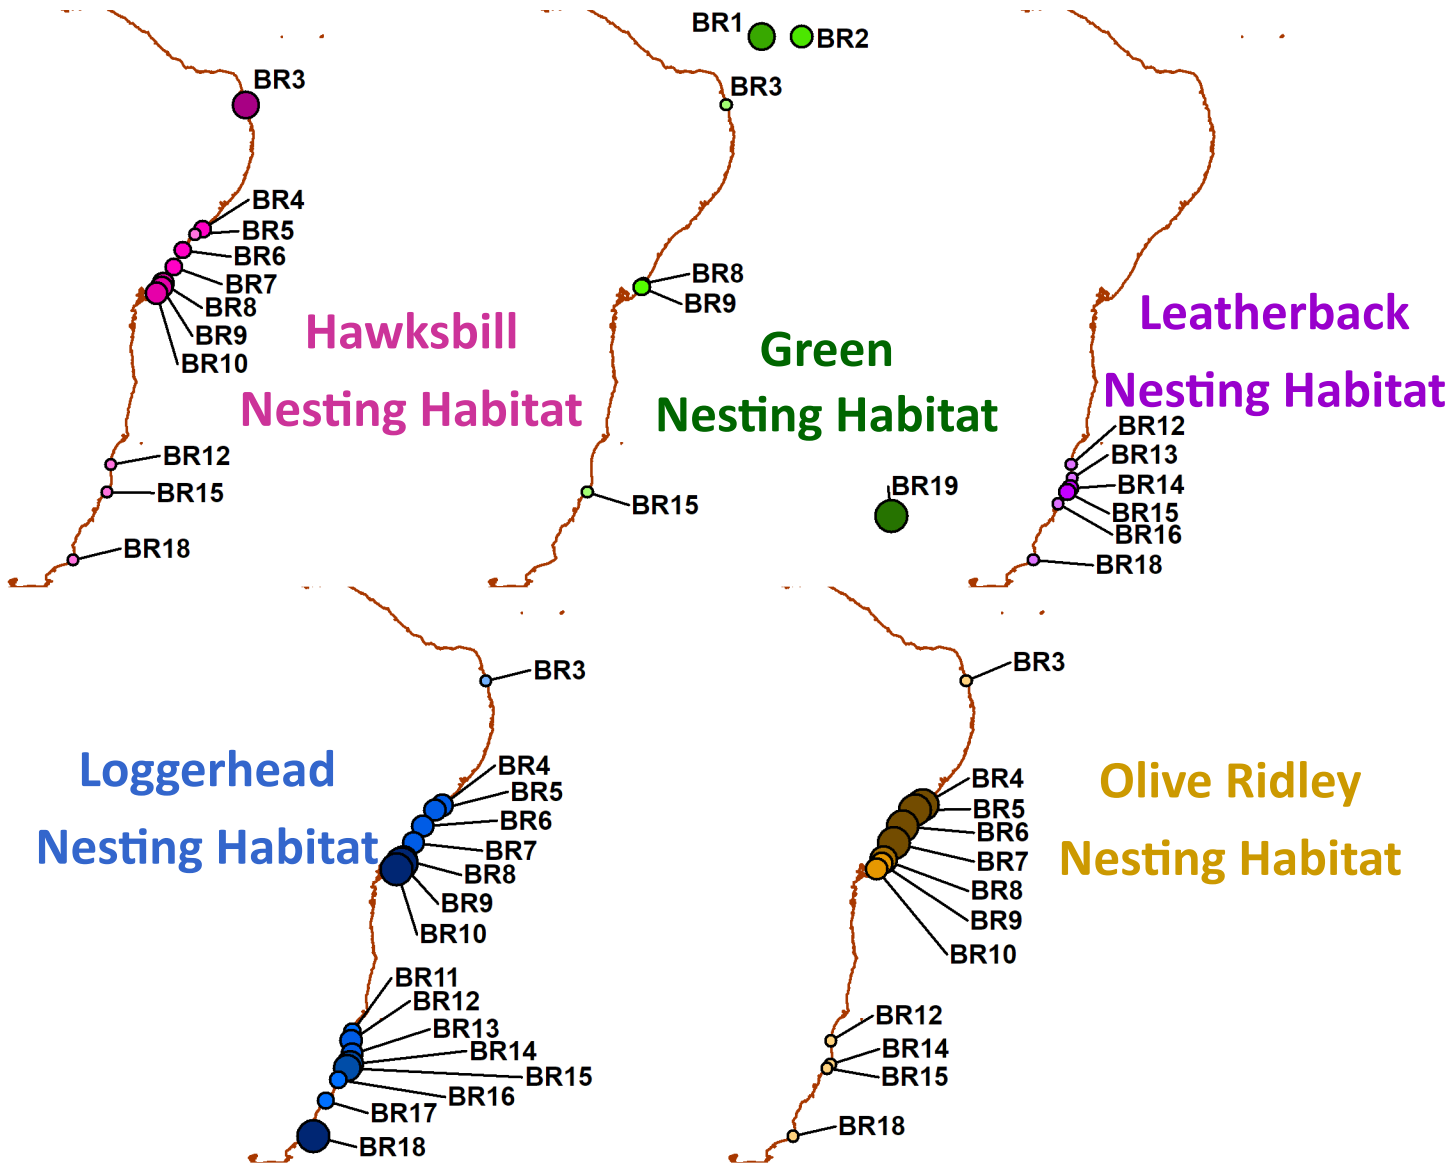 BR3
BR4
BR5
BR6
BR7
BR8
BR9
BR10
Hawksbill
Nesting Habitat
BR12
BR15
BR18
BR1
BR2
BR3
BR8
BR9
Green
Nesting Habitat
BR15
BR19
Leatherback
Nesting Habitat
BR12
BR13
BR14
BR15
BR16
BR18
BR3
Loggerhead
Nesting Habitat
BR4
BR5
BR6
BR7
BR8
BR9
BR10
BR11
BR12
BR13
BR14
BR15
BR16
BR17
BR18
BR3
BR4
BR5
BR6
BR7
BR8
BR9
BR10
Olive Ridley
Nesting Habitat
BR12
BR14
BR15
BR18